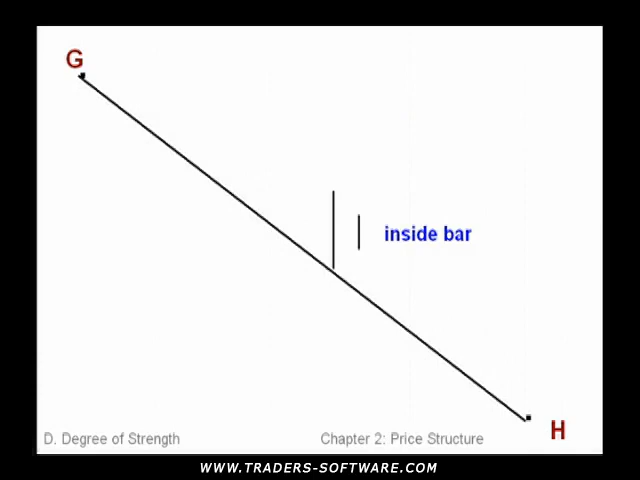 G
inside bar
H
D. Degree of Strength Chapter 2: Price Structure
WWW.TRADERS-SOFTWARE.COM